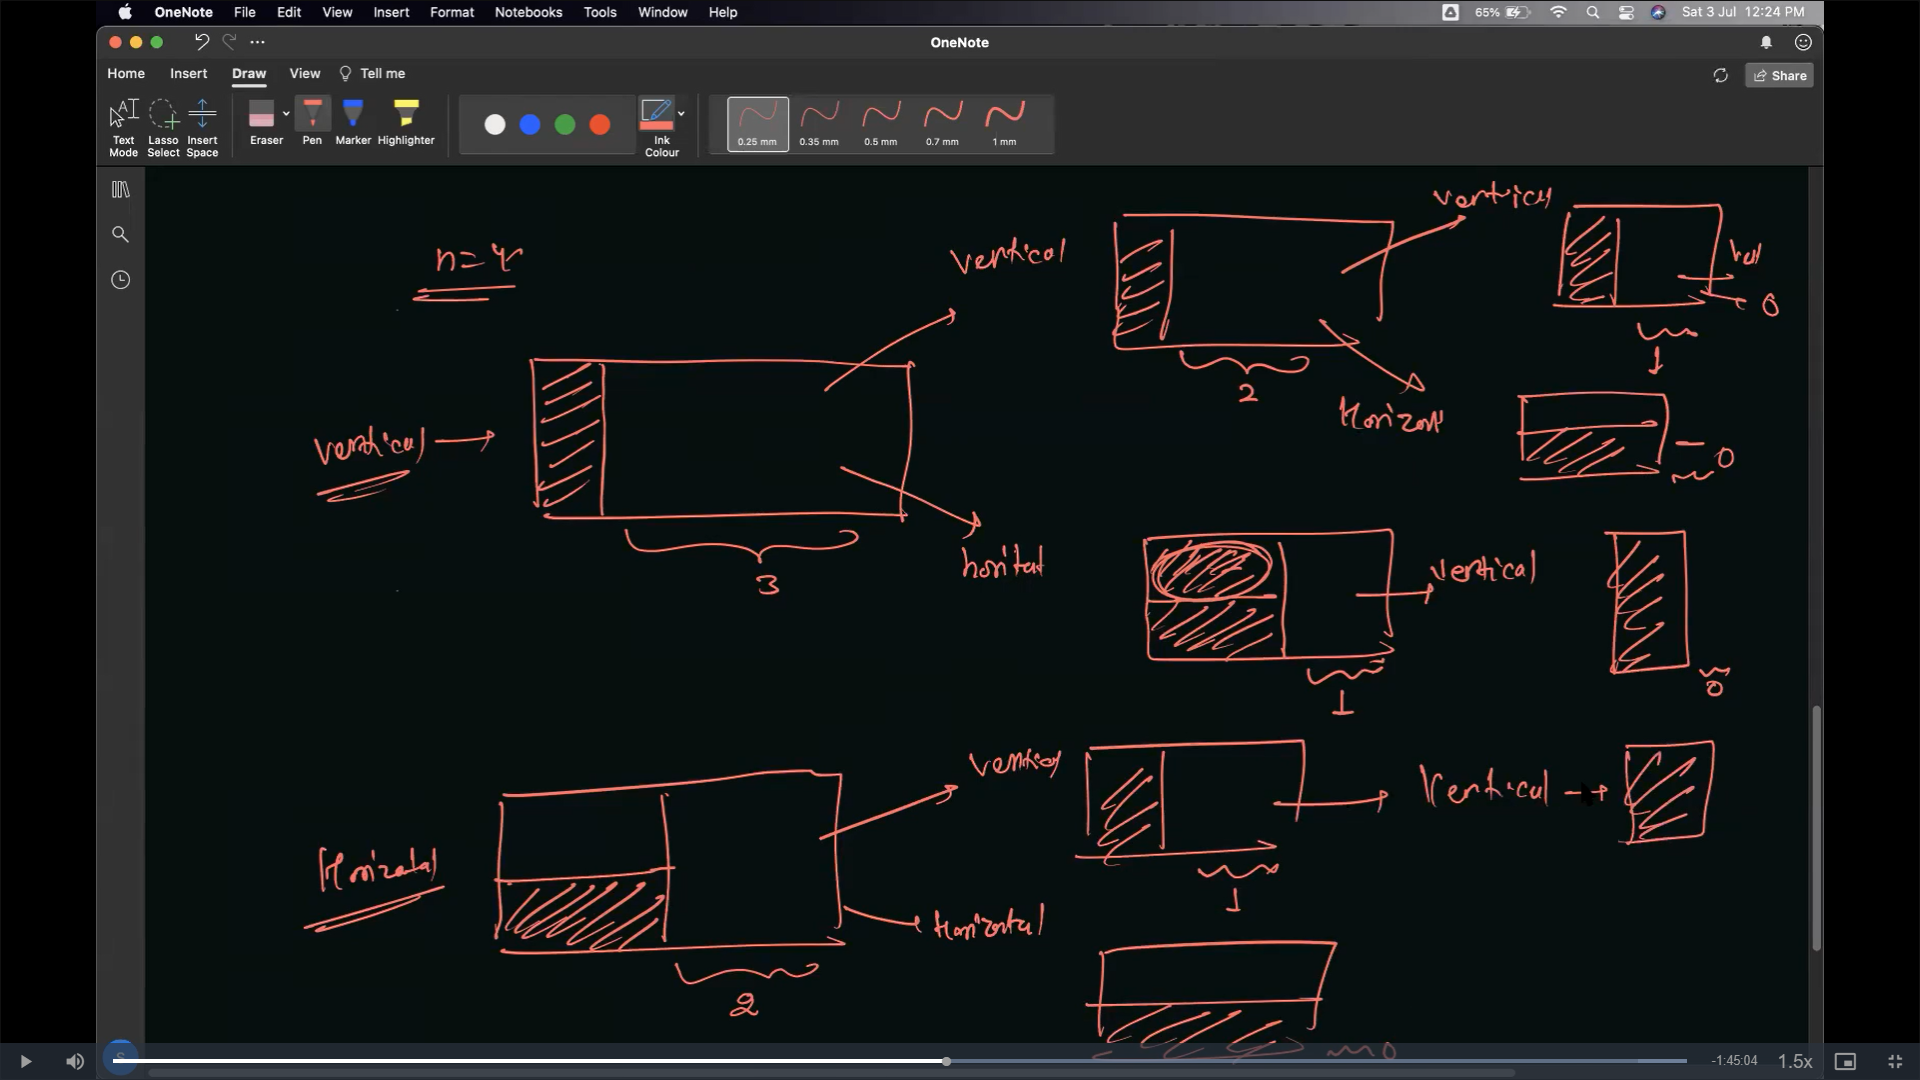 OneNote File Edit View Insert Format Notebooks Tools Window Help 65% Sat 3 Jul 12:24 PM
OneNote
Home Insert Draw View Tell me Share
Text Mode Lasso Select Insert Space Eraser Pen Marker Highlighter Ink Colour 0.25 mm 0.35 mm 0.5 mm 0.7 mm 1 mm
n=4
vertical
vertical
3
horital
2
vertical
Horizon
1
0
0
vertical
1
0
Horizontal
2
vertical
Horizontal
1
Vertical
0
S
-1:45:04 1.5x